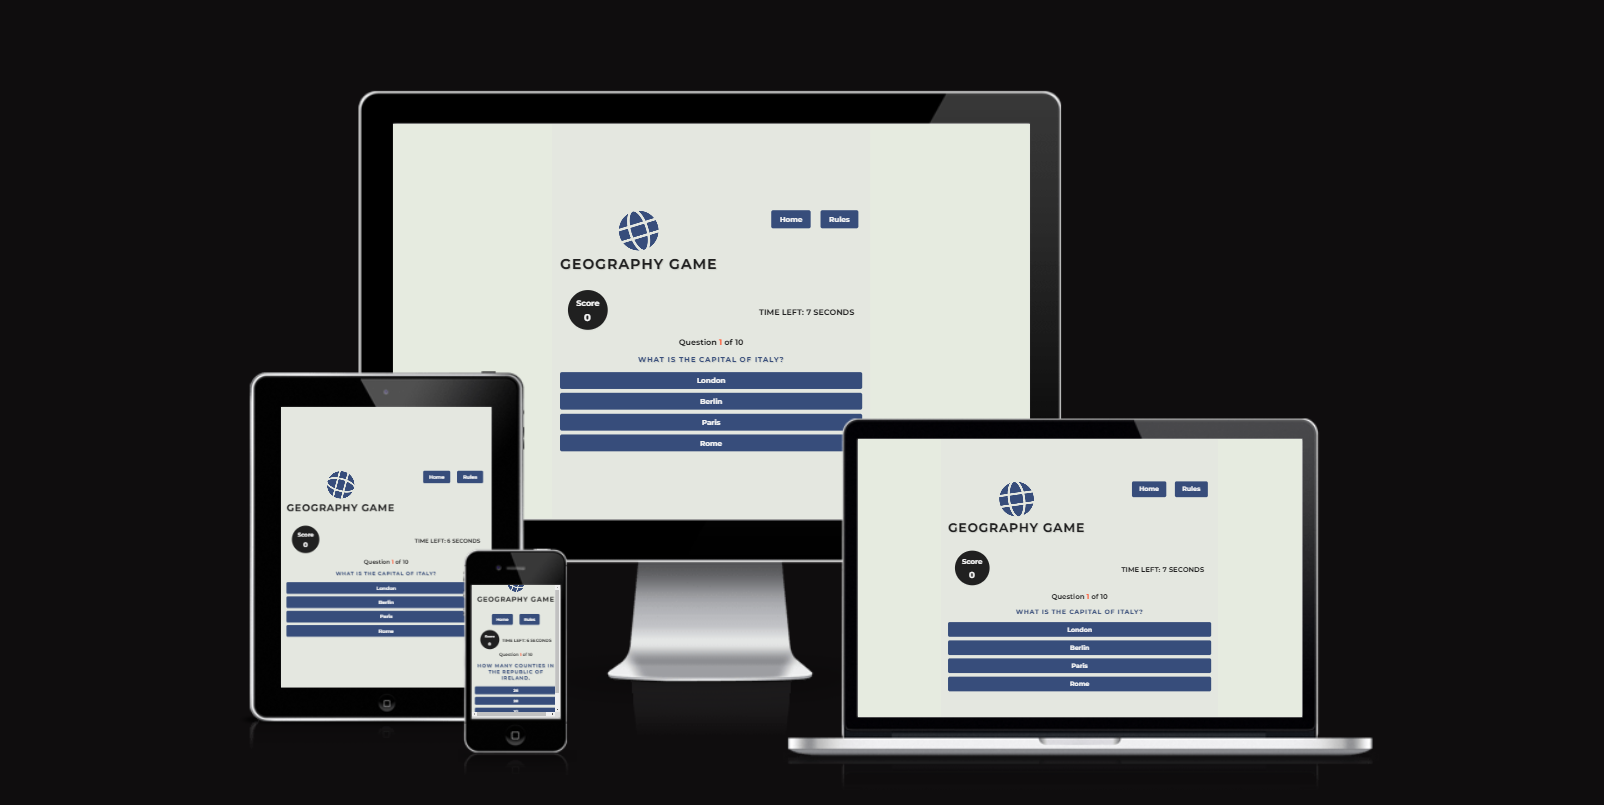 Home Rules
GEOGRAPHY GAME
Score
0
TIME LEFT: 7 SECONDS
Question 1 of 10
WHAT IS THE CAPITAL OF ITALY?
London
Berlin
Paris
Rome
Home Rules
GEOGRAPHY GAME
Score
0
TIME LEFT: 6 SECONDS
Question 1 of 10
WHAT IS THE CAPITAL OF ITALY?
London
Berlin
Paris
Rome
GEOGRAPHY GAME
Home Rules
Score
0
TIME LEFT: 6 SECONDS
Question 1 of 10
HOW MANY COUNTIES IN
THE REPUBLIC OF
IRELAND.
Home Rules
GEOGRAPHY GAME
Score
0
TIME LEFT: 7 SECONDS
Question 1 of 10
WHAT IS THE CAPITAL OF ITALY?
London
Berlin
Paris
Rome